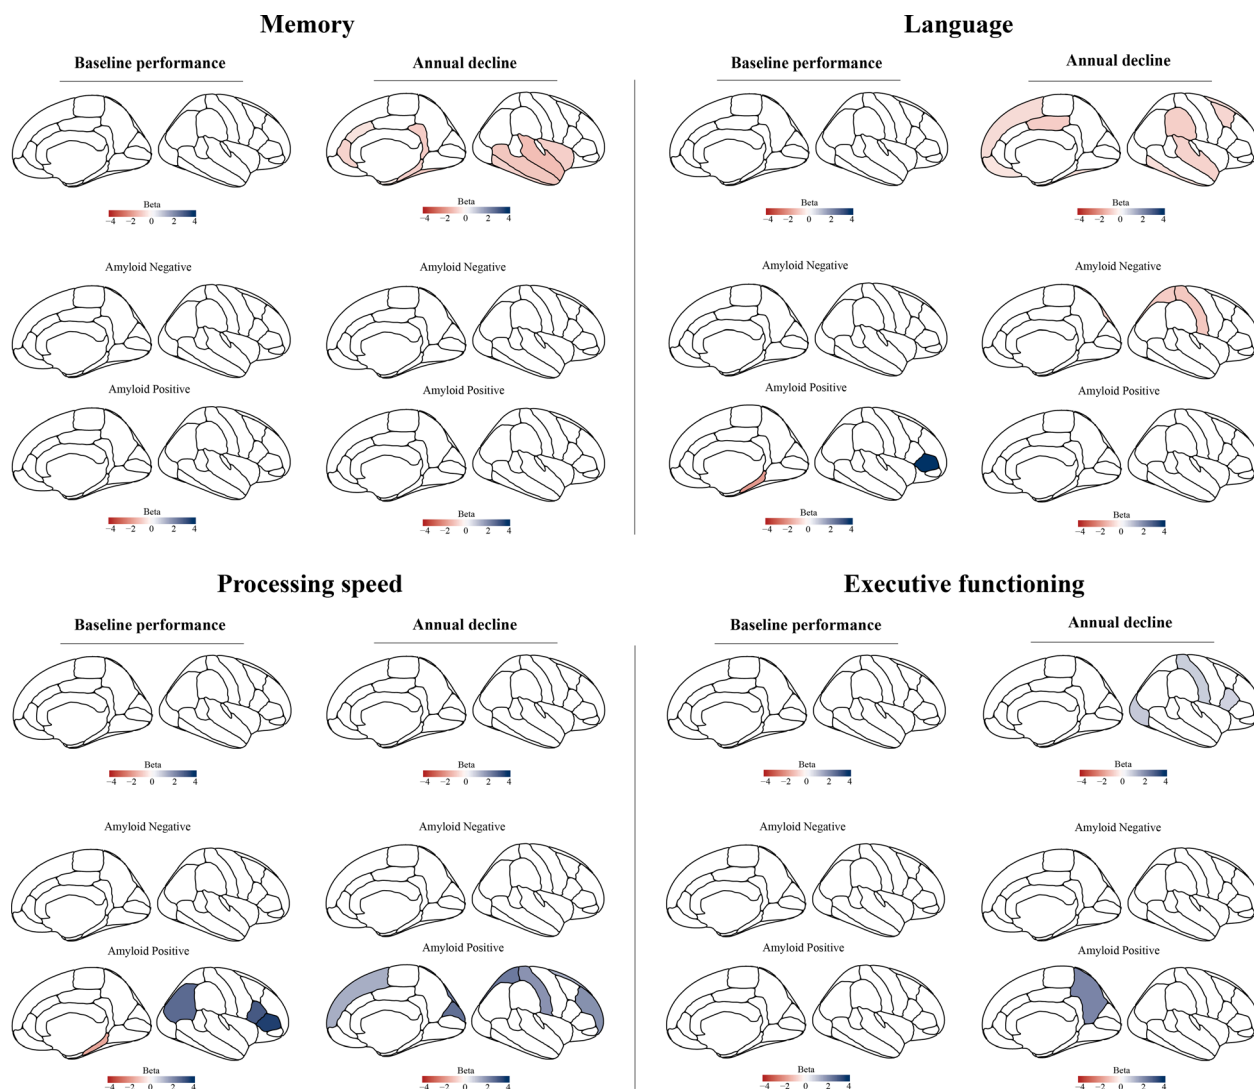 Memory
Language
Baseline performance
Annual decline
Baseline performance
Annual decline
Beta
−4 −2 0 2 4
Beta
−4 −2 0 2 4
Beta
−4 −2 0 2 4
Beta
−4 −2 0 2 4
Amyloid Negative
Amyloid Negative
Amyloid Negative
Amyloid Negative
Amyloid Positive
Amyloid Positive
Amyloid Positive
Amyloid Positive
Beta
−4 −2 0 2 4
Beta
−4 −2 0 2 4
Beta
−4 −2 0 2 4
Beta
−4 −2 0 2 4
Processing speed
Executive functioning
Baseline performance
Annual decline
Baseline performance
Annual decline
Beta
−4 −2 0 2 4
Beta
−4 −2 0 2 4
Beta
−4 −2 0 2 4
Beta
−4 −2 0 2 4
Amyloid Negative
Amyloid Negative
Amyloid Negative
Amyloid Negative
Amyloid Positive
Amyloid Positive
Amyloid Positive
Amyloid Positive
Beta
−4 −2 0 2 4
Beta
−4 −2 0 2 4
Beta
−4 −2 0 2 4
Beta
−4 −2 0 2 4